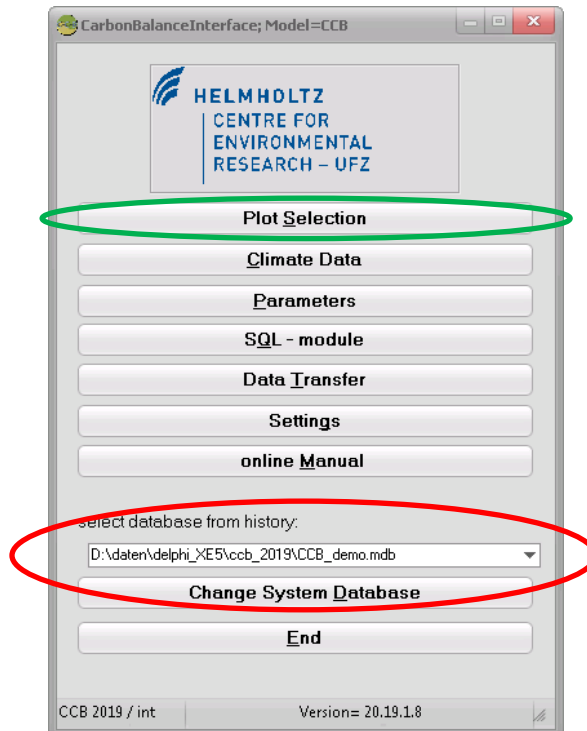 CarbonBalanceInterface; Model=CCB
HELMHOLTZ
CENTRE FOR
ENVIRONMENTAL
RESEARCH – UFZ
Plot Selection
Climate Data
Parameters
SQL - module
Data Transfer
Settings
online Manual
select database from history:
D:\daten\delphi_XE5\ccb_2019\CCB_demo.mdb
Change System Database
End
CCB 2019 / int Version= 20.19.1.8